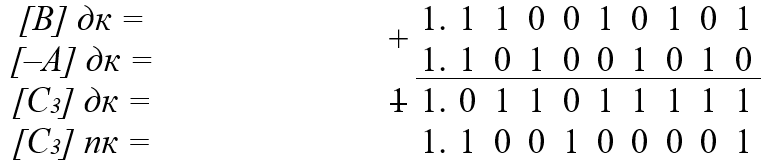 [B] дк = 1. 1 1 0 0 1 0 1 0 1
+
[–A] дк = 1. 1 0 1 0 0 1 0 1 0
[C₃] дк = 1 1. 0 1 1 0 1 1 1 1 1
[C₃] пк = 1. 1 0 0 1 0 0 0 0 1